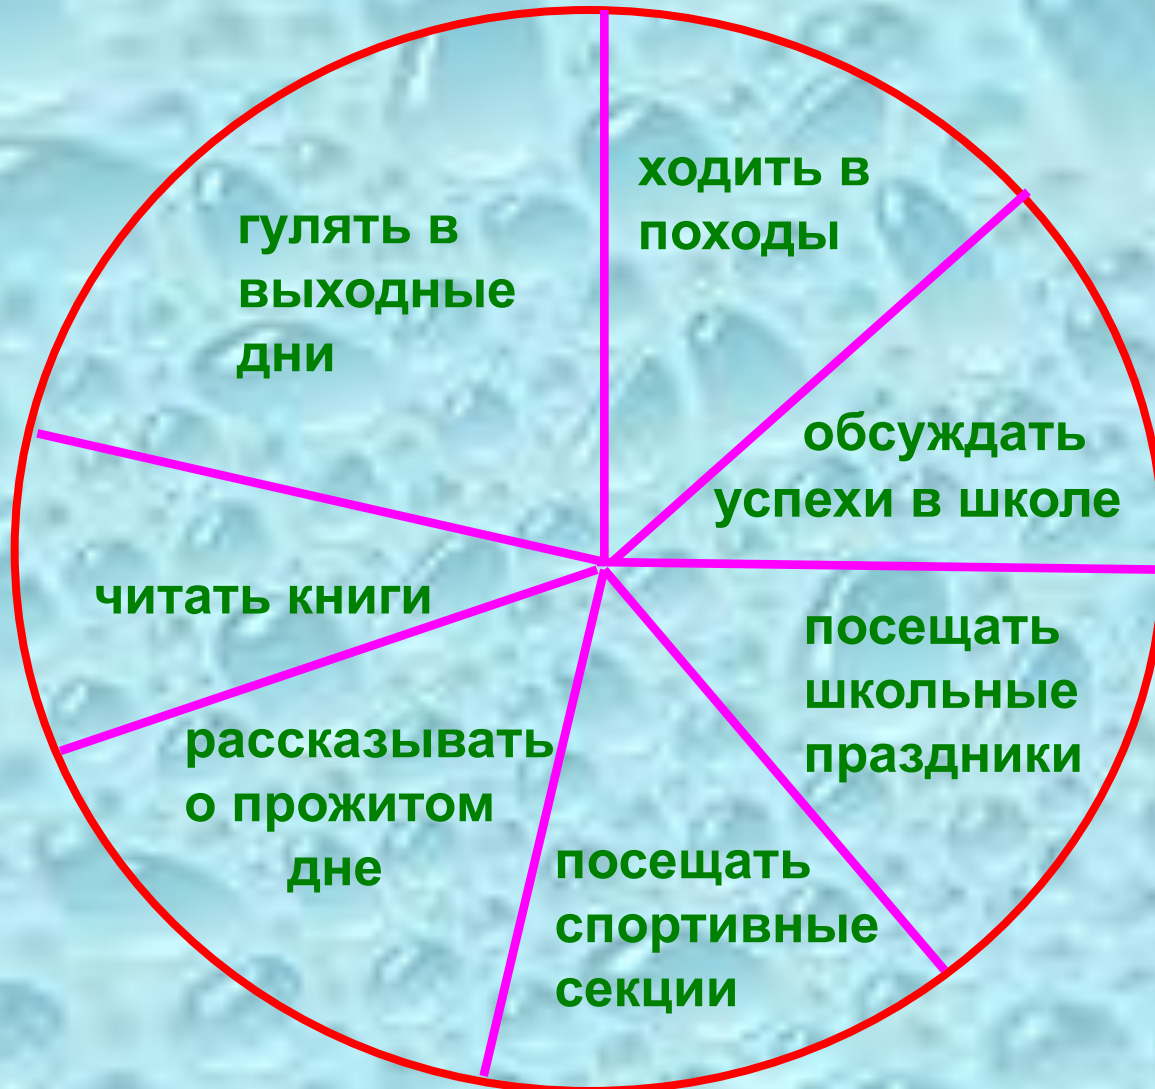 ходить в
походы
обсуждать
успехи в школе
посещать
школьные
праздники
посещать
спортивные
секции
рассказывать
о прожитом
дне
читать книги
гулять в
выходные
дни